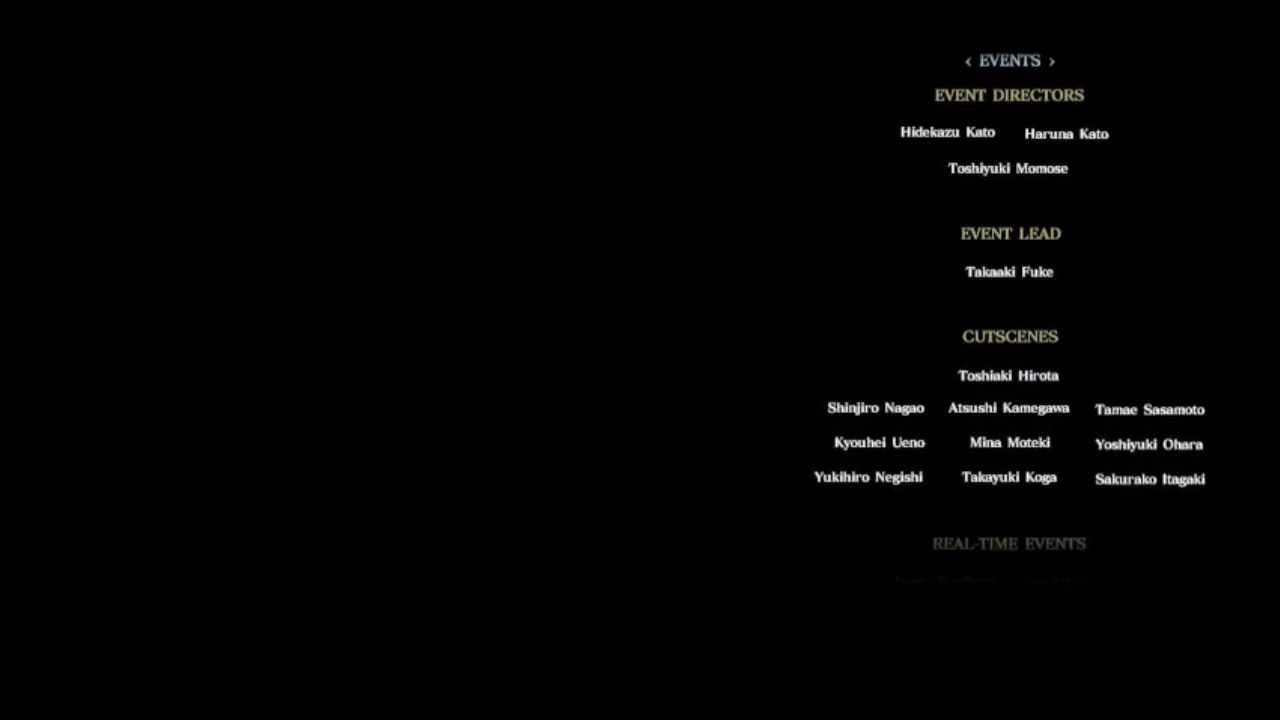 ‹ EVENTS ›
EVENT DIRECTORS
Hidekazu Kato Haruna Kato
Toshiyuki Momose
EVENT LEAD
Takaaki Fuke
CUTSCENES
Toshiaki Hirota
Shinjiro Nagao Atsushi Kamegawa Tamae Sasamoto
Kyouhei Ueno Mina Moteki Yoshiyuki Ohara
Yukihiro Negishi Takayuki Koga Sakurako Itagaki
REAL-TIME EVENTS